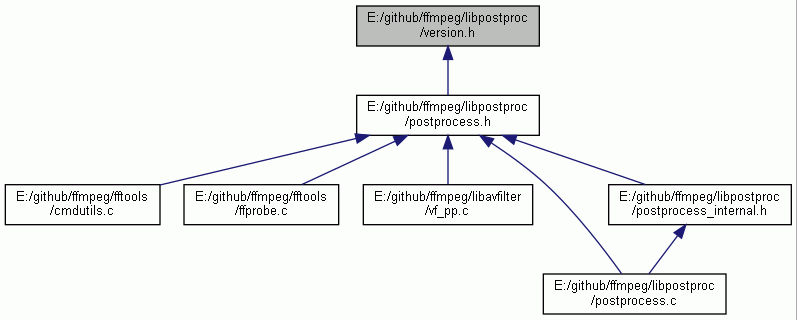 E:/github/ffmpeg/libpostproc
/version.h
E:/github/ffmpeg/libpostproc
/postprocess.h
E:/github/ffmpeg/fftools
/cmdutils.c
E:/github/ffmpeg/fftools
/ffprobe.c
E:/github/ffmpeg/libavfilter
/vf_pp.c
E:/github/ffmpeg/libpostproc
/postprocess_internal.h
E:/github/ffmpeg/libpostproc
/postprocess.c